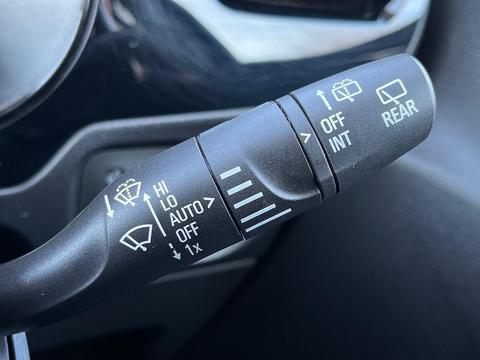 HI
LO
AUTO >
OFF
1x
>
OFF
INT
REAR